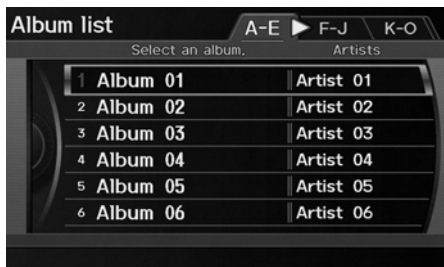 Album list A-E F-J K-O
Select an album. Artists
1 Album 01 Artist 01
2 Album 02 Artist 02
3 Album 03 Artist 03
4 Album 04 Artist 04
5 Album 05 Artist 05
6 Album 06 Artist 06